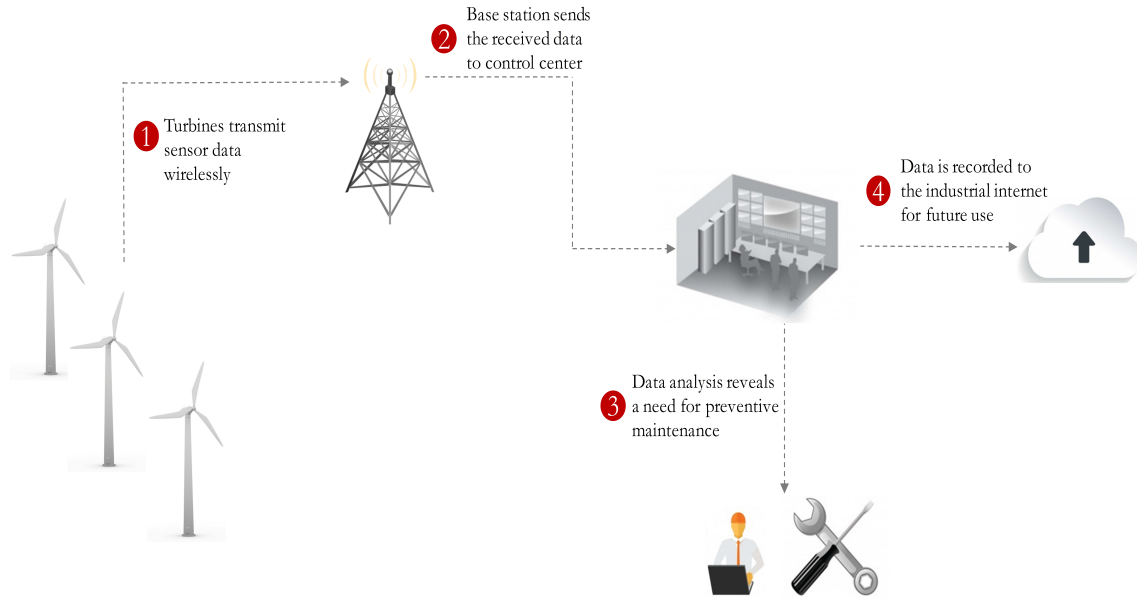 1
Turbines transmit
sensor data
wirelessly
2
Base station sends
the received data
to control center
3
Data analysis reveals
a need for preventive
maintenance
4
Data is recorded to
the industrial internet
for future use